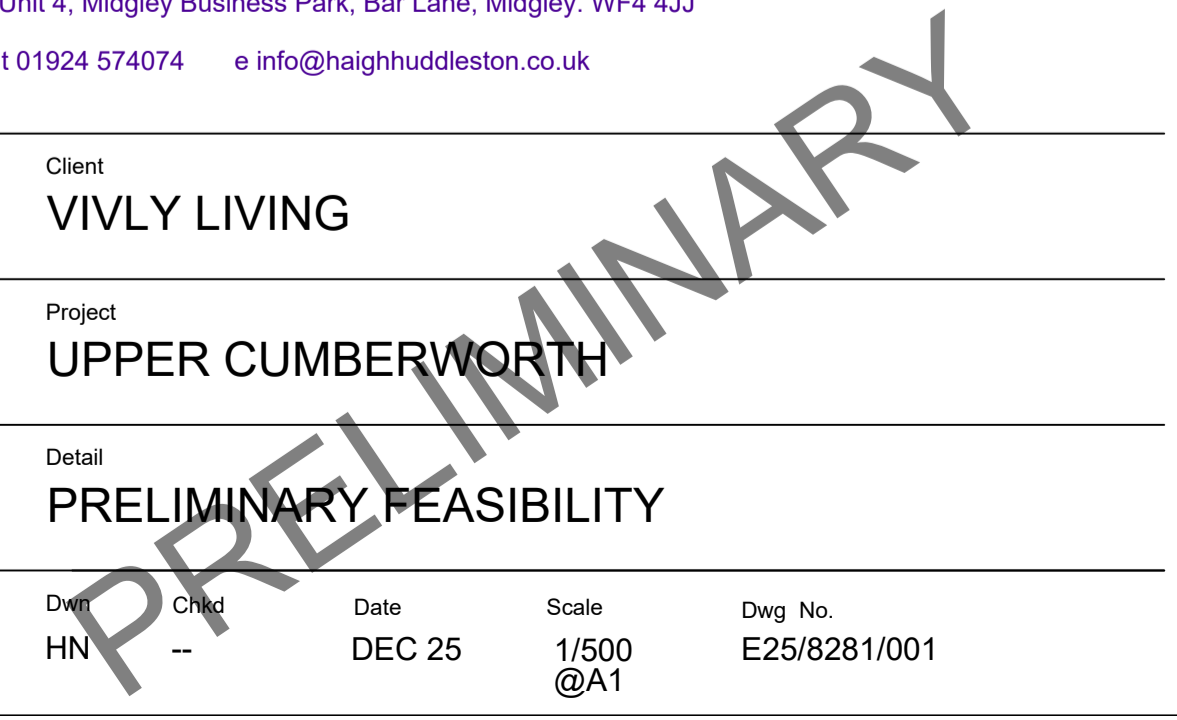 Unit 4, Midgley Business Park, Bar Lane, Midgley. WF4 4JJ
t 01924 574074 e info@haighhuddleston.co.uk
Client
VIVLY LIVING
Project
UPPER CUMBERWORTH
Detail
PRELIMINARY FEASIBILITY
Dwn Chkd Date Scale Dwg No.
HN -- DEC 25 1/500 E25/8281/001
@A1
PRELIMINARY